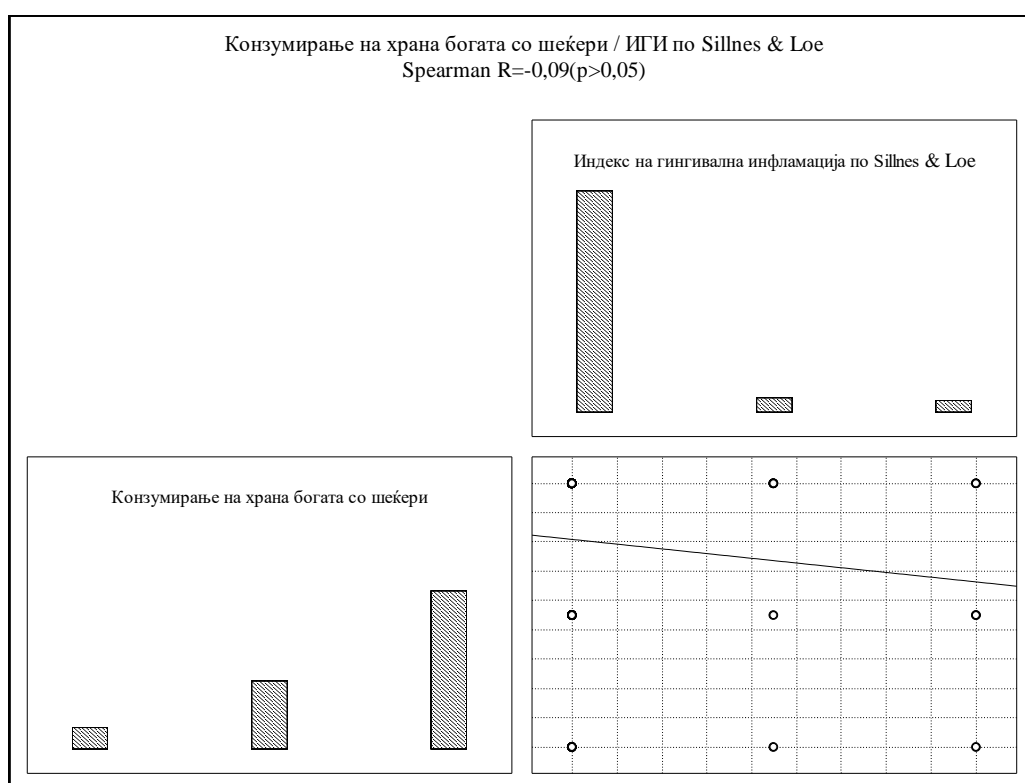 Конзумирање на храна богата со шеќери / ИГИ по Sillnes & Loe
Spearman R=-0,09(p>0,05)
Индекс на гингивална инфламација по Sillnes & Loe
Конзумирање на храна богата со шеќери